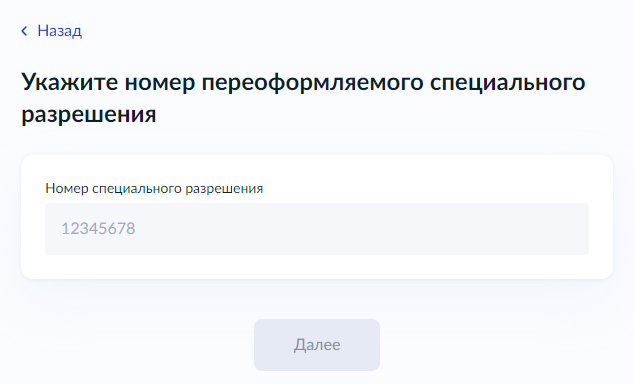 Назад
Укажите номер переоформляемого специального
разрешения
Номер специального разрешения
12345678
Далее